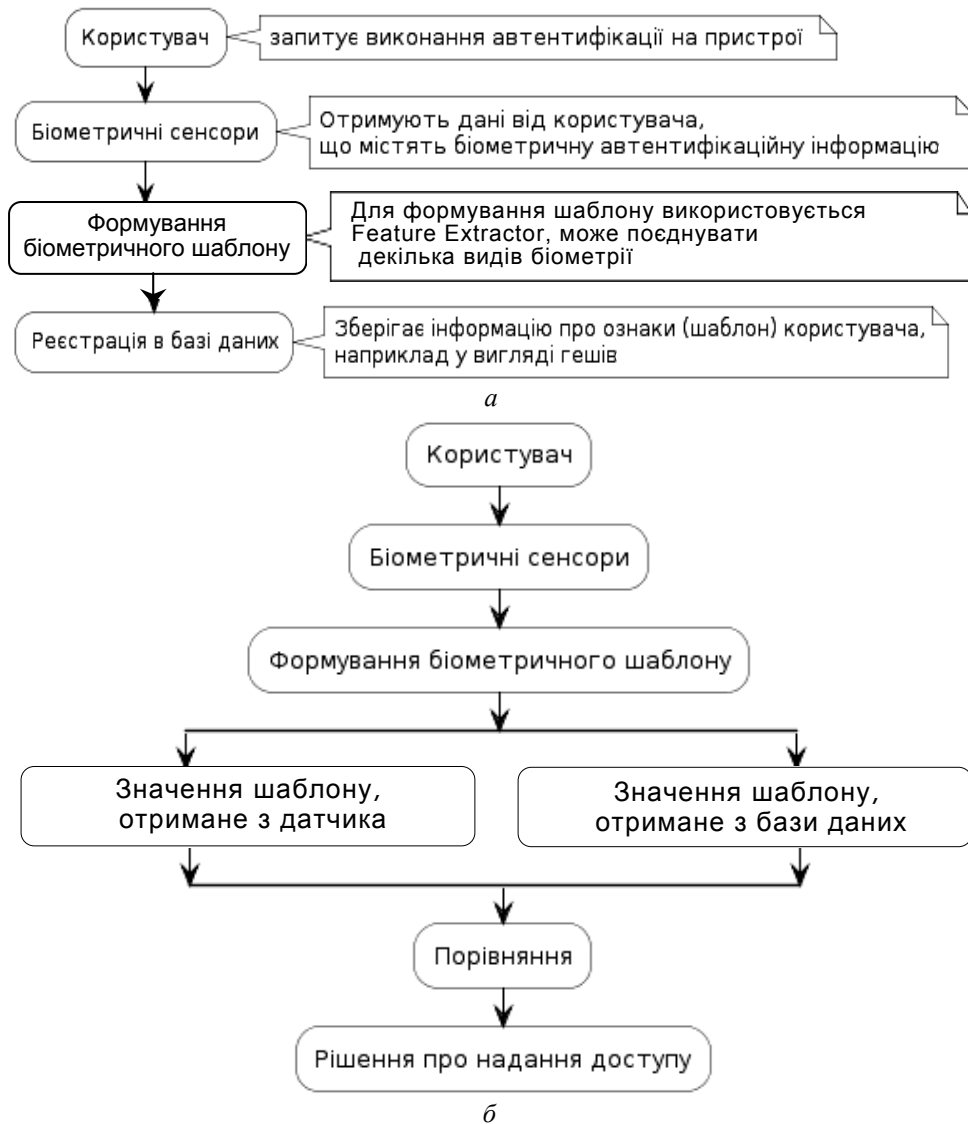 Користувач
запитує виконання автентифікації на пристрої
Біометричні сенсори
Отримують дані від користувача,
що містять біометричну автентифікаційну інформацію
Формування
біометричного шаблону
Для формування шаблону використовується
Feature Extractor, може поєднувати
декілька видів біометрії
Реєстрація в базі даних
Зберігає інформацію про ознаки (шаблон) користувача,
наприклад у вигляді гешів
а
Користувач
Біометричні сенсори
Формування біометричного шаблону
Значення шаблону,
отримане з датчика
Значення шаблону,
отримане з бази даних
Порівняння
Рішення про надання доступу
б